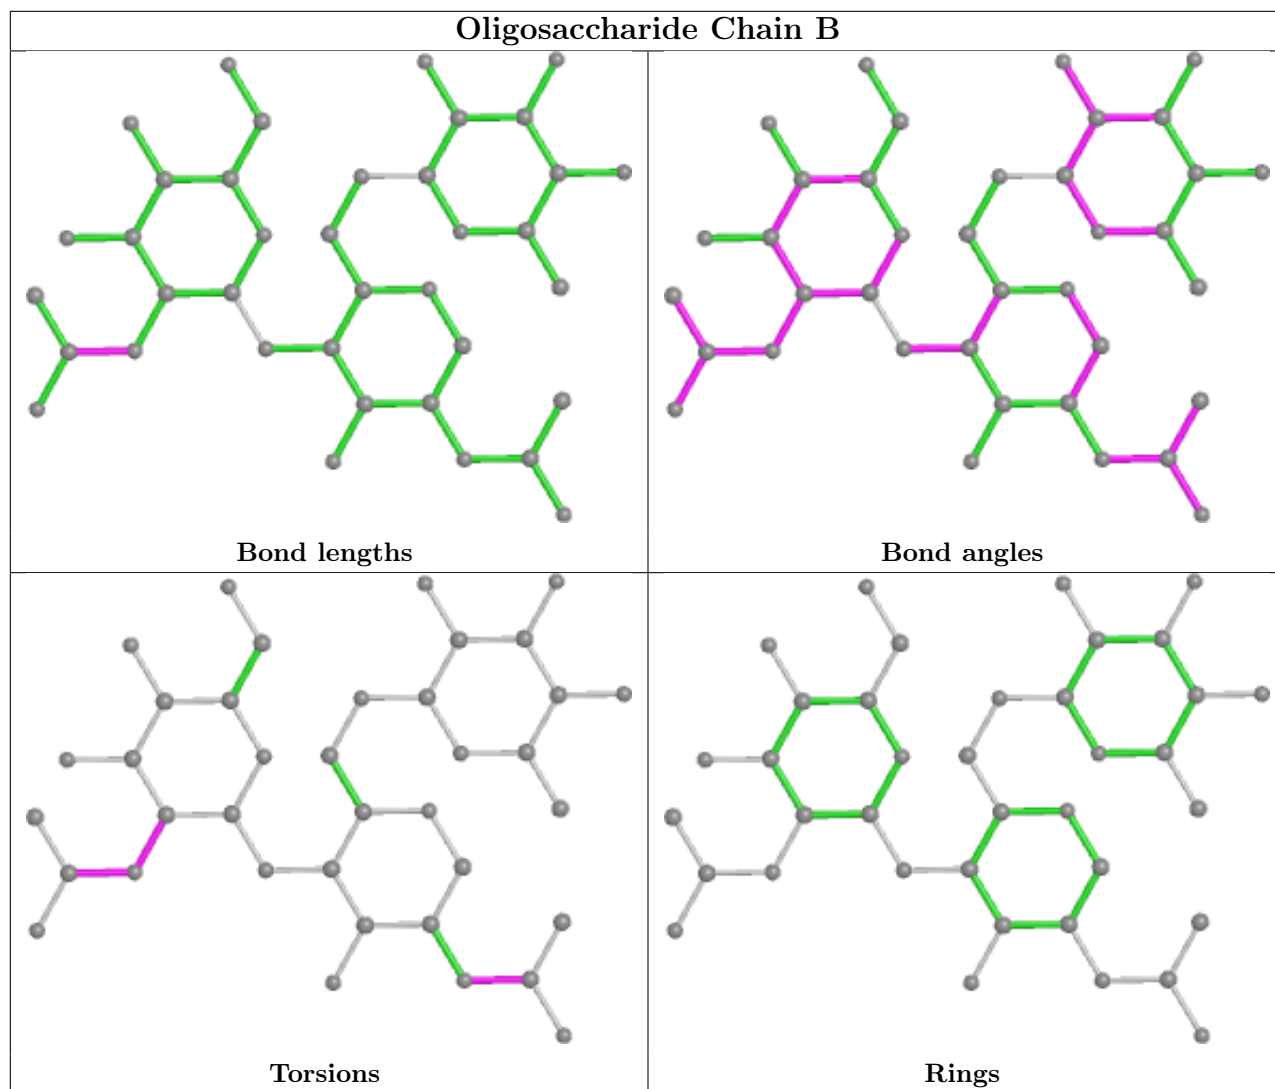 Oligosaccharide Chain B
Bond lengths
Bond angles
Torsions
Rings